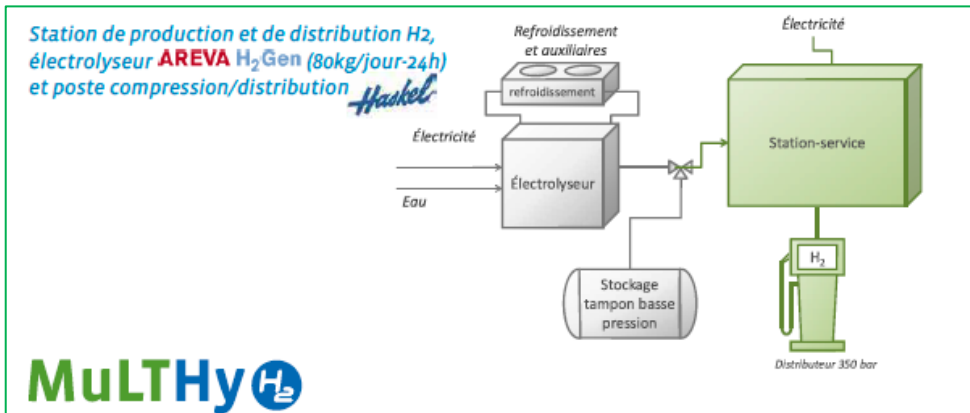 Station de production et de distribution H2,
électrolyseur AREVA H₂Gen (80kg/jour-24h)
et poste compression/distribution Haskel
Refroidissement
et auxiliaires
refroidissement
Électricité
Eau
Électrolyseur
Stockage
tampon basse
pression
Électricité
Station-service
H₂
Distributeur 350 bar
MuLTHy H₂